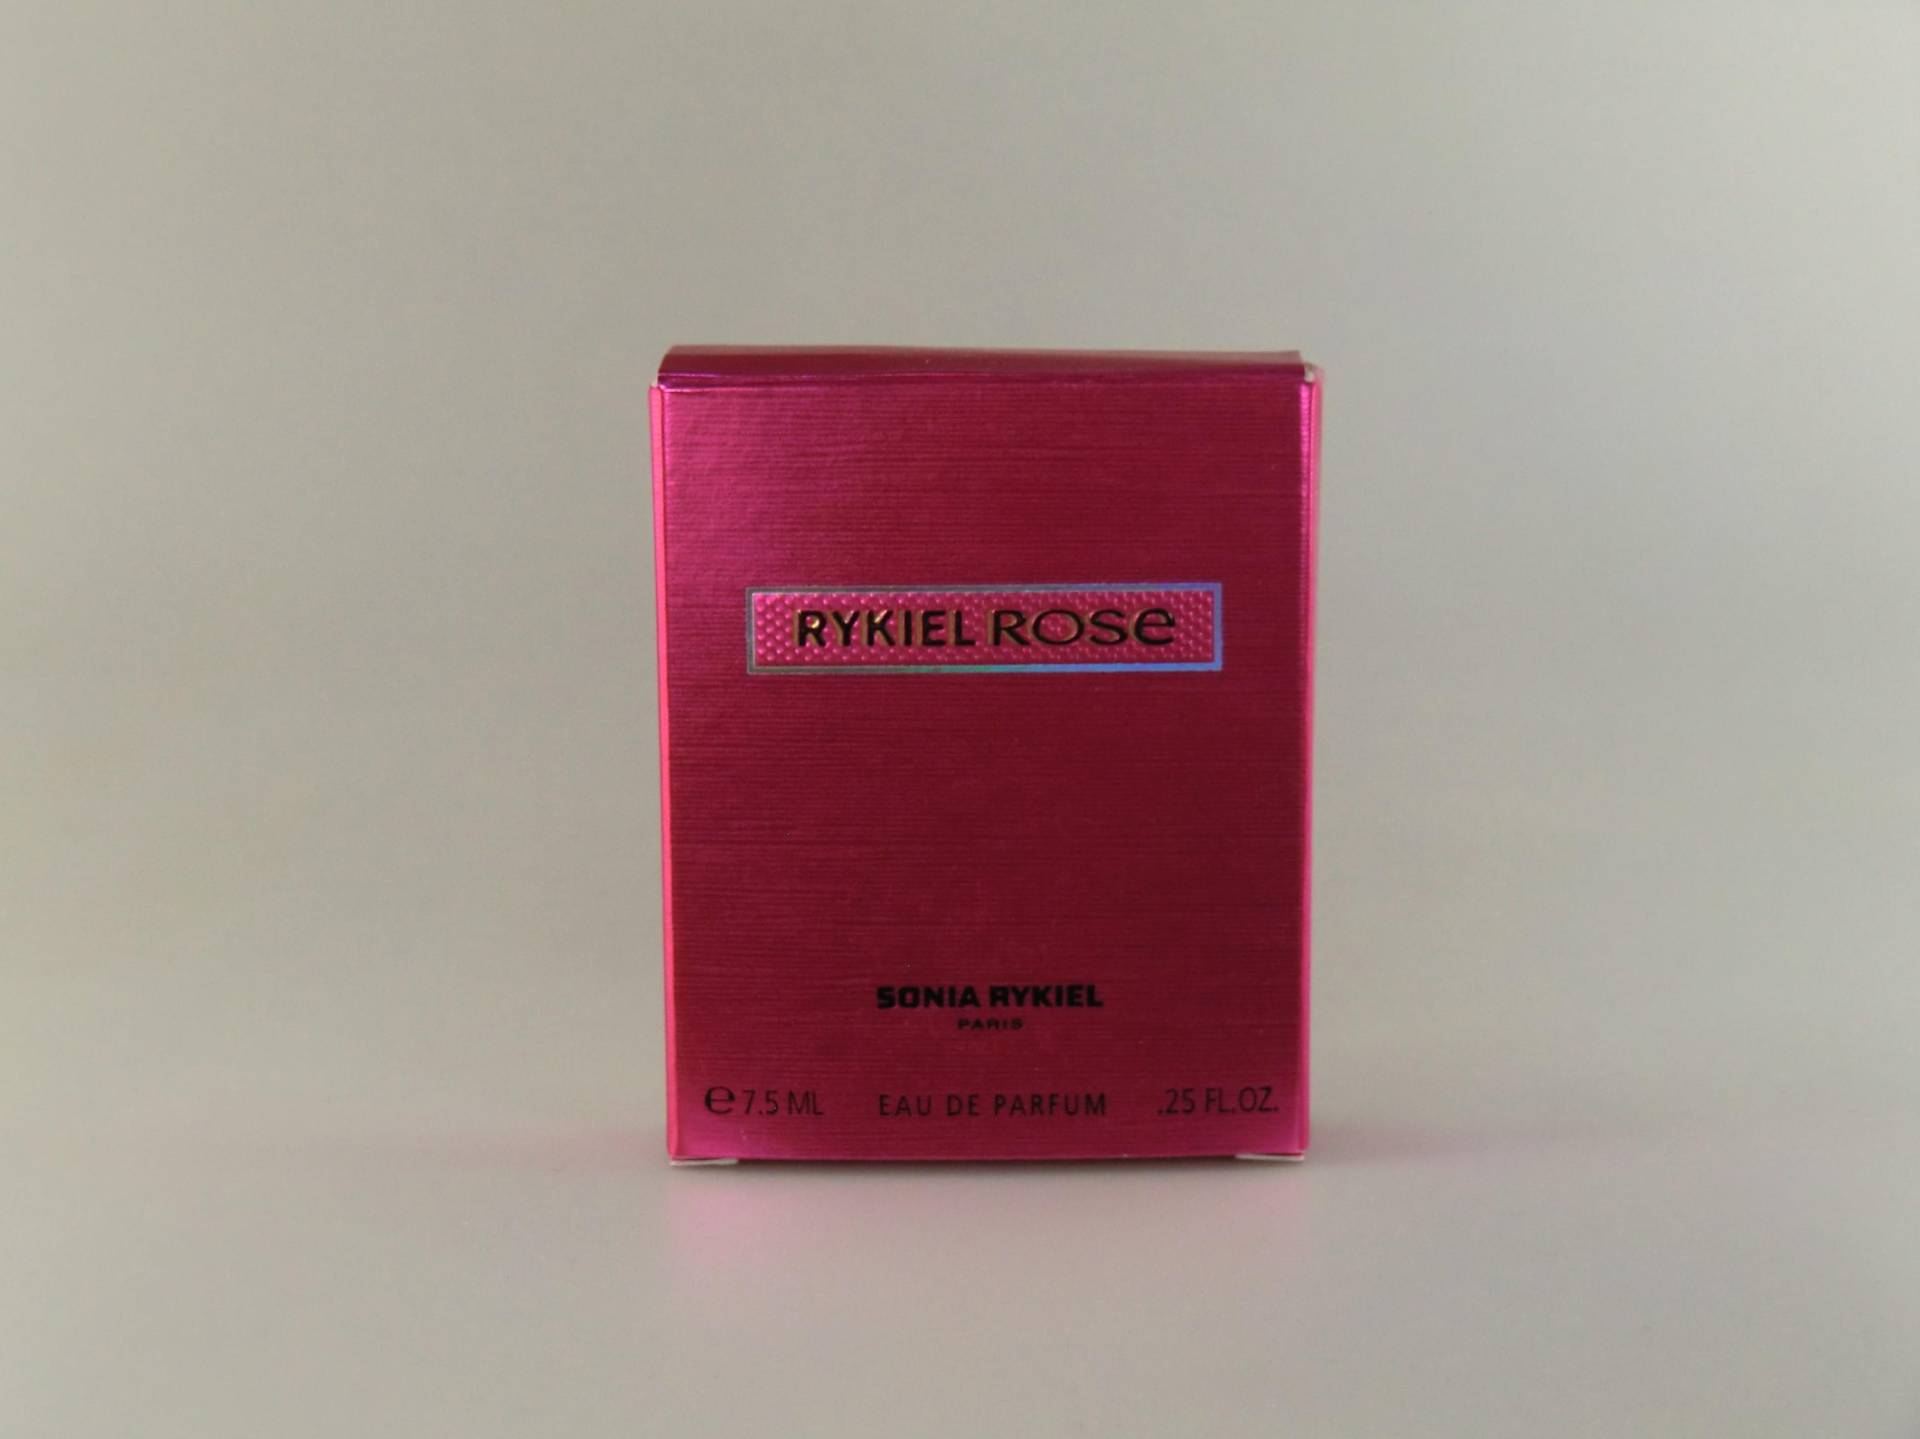 RYKIEL ROSE
SONIA RYKIEL
PARIS
℮ 7.5 ML EAU DE PARFUM .25 FL.OZ.